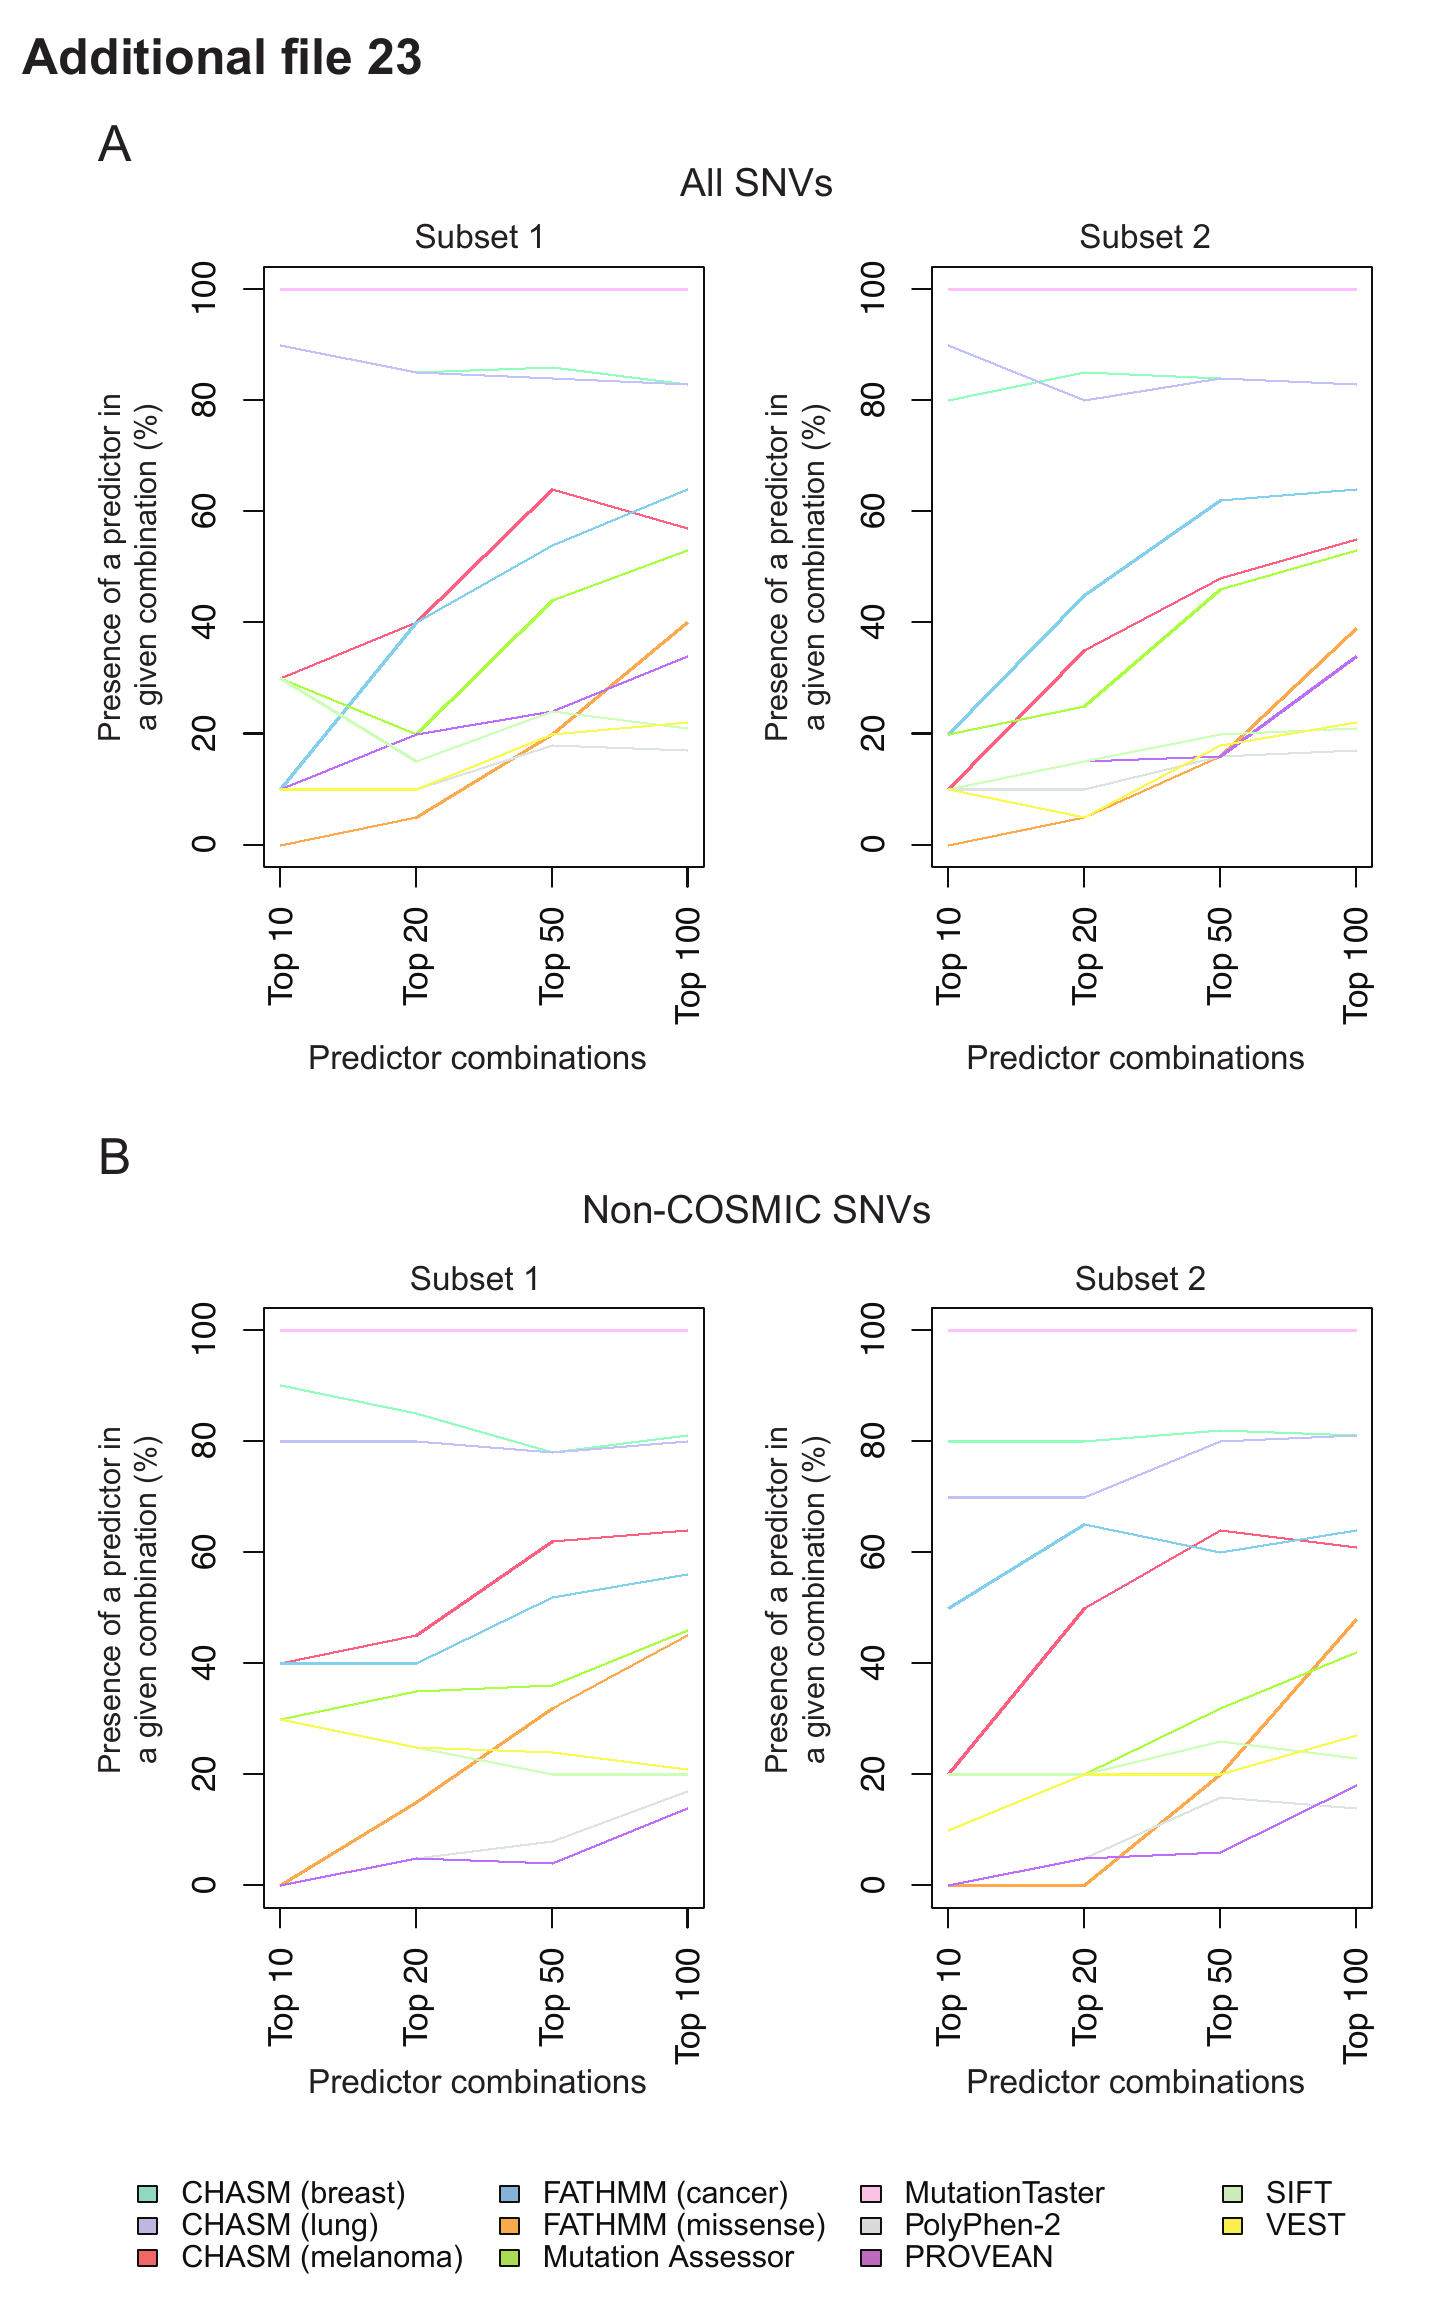 Additional file 23
A
All SNVs
Subset 1
Subset 2
Presence of a predictor in
a given combination (%)
100
80
60
40
20
0
Top 10
Top 20
Top 50
Top 100
Predictor combinations
Presence of a predictor in
a given combination (%)
100
80
60
40
20
0
Top 10
Top 20
Top 50
Top 100
Predictor combinations
B
Non-COSMIC SNVs
Subset 1
Subset 2
Presence of a predictor in
a given combination (%)
100
80
60
40
20
0
Top 10
Top 20
Top 50
Top 100
Predictor combinations
Presence of a predictor in
a given combination (%)
100
80
60
40
20
0
Top 10
Top 20
Top 50
Top 100
Predictor combinations
CHASM (breast)
CHASM (lung)
CHASM (melanoma)
FATHMM (cancer)
FATHMM (missense)
Mutation Assessor
MutationTaster
PolyPhen-2
PROVEAN
SIFT
VEST